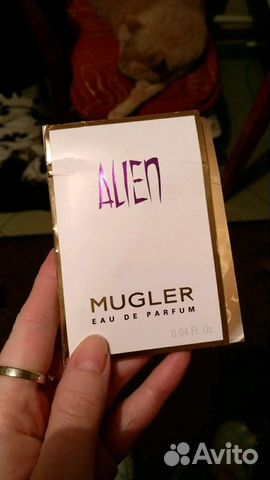 ALIEN
MUGLER
EAU DE PARFUM
0.04 Fl. Oz.
Avito